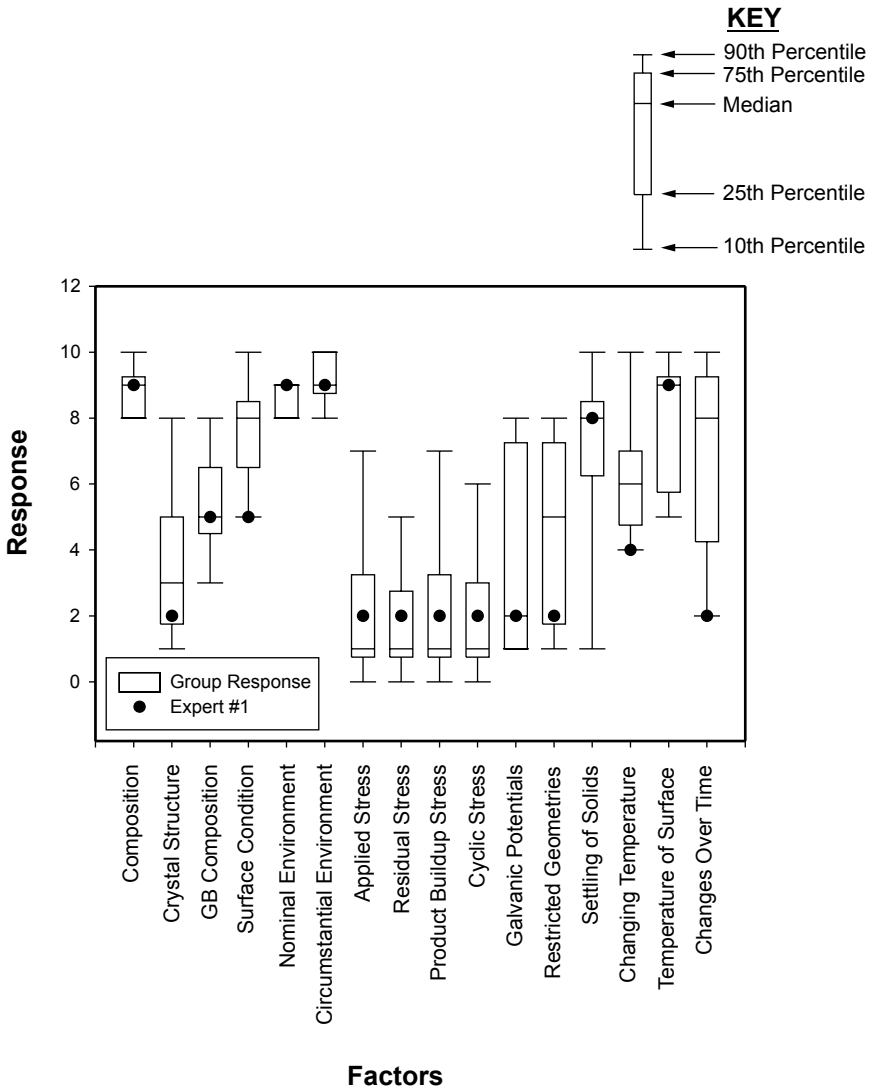 KEY
90th Percentile
75th Percentile
Median
25th Percentile
10th Percentile
Response
12
10
8
6
4
2
0
Group Response
Expert #1
Composition
Crystal Structure
GB Composition
Surface Condition
Nominal Environment
Circumstantial Environment
Applied Stress
Residual Stress
Product Buildup Stress
Cyclic Stress
Galvanic Potentials
Restricted Geometries
Settling of Solids
Changing Temperature
Temperature of Surface
Changes Over Time
Factors